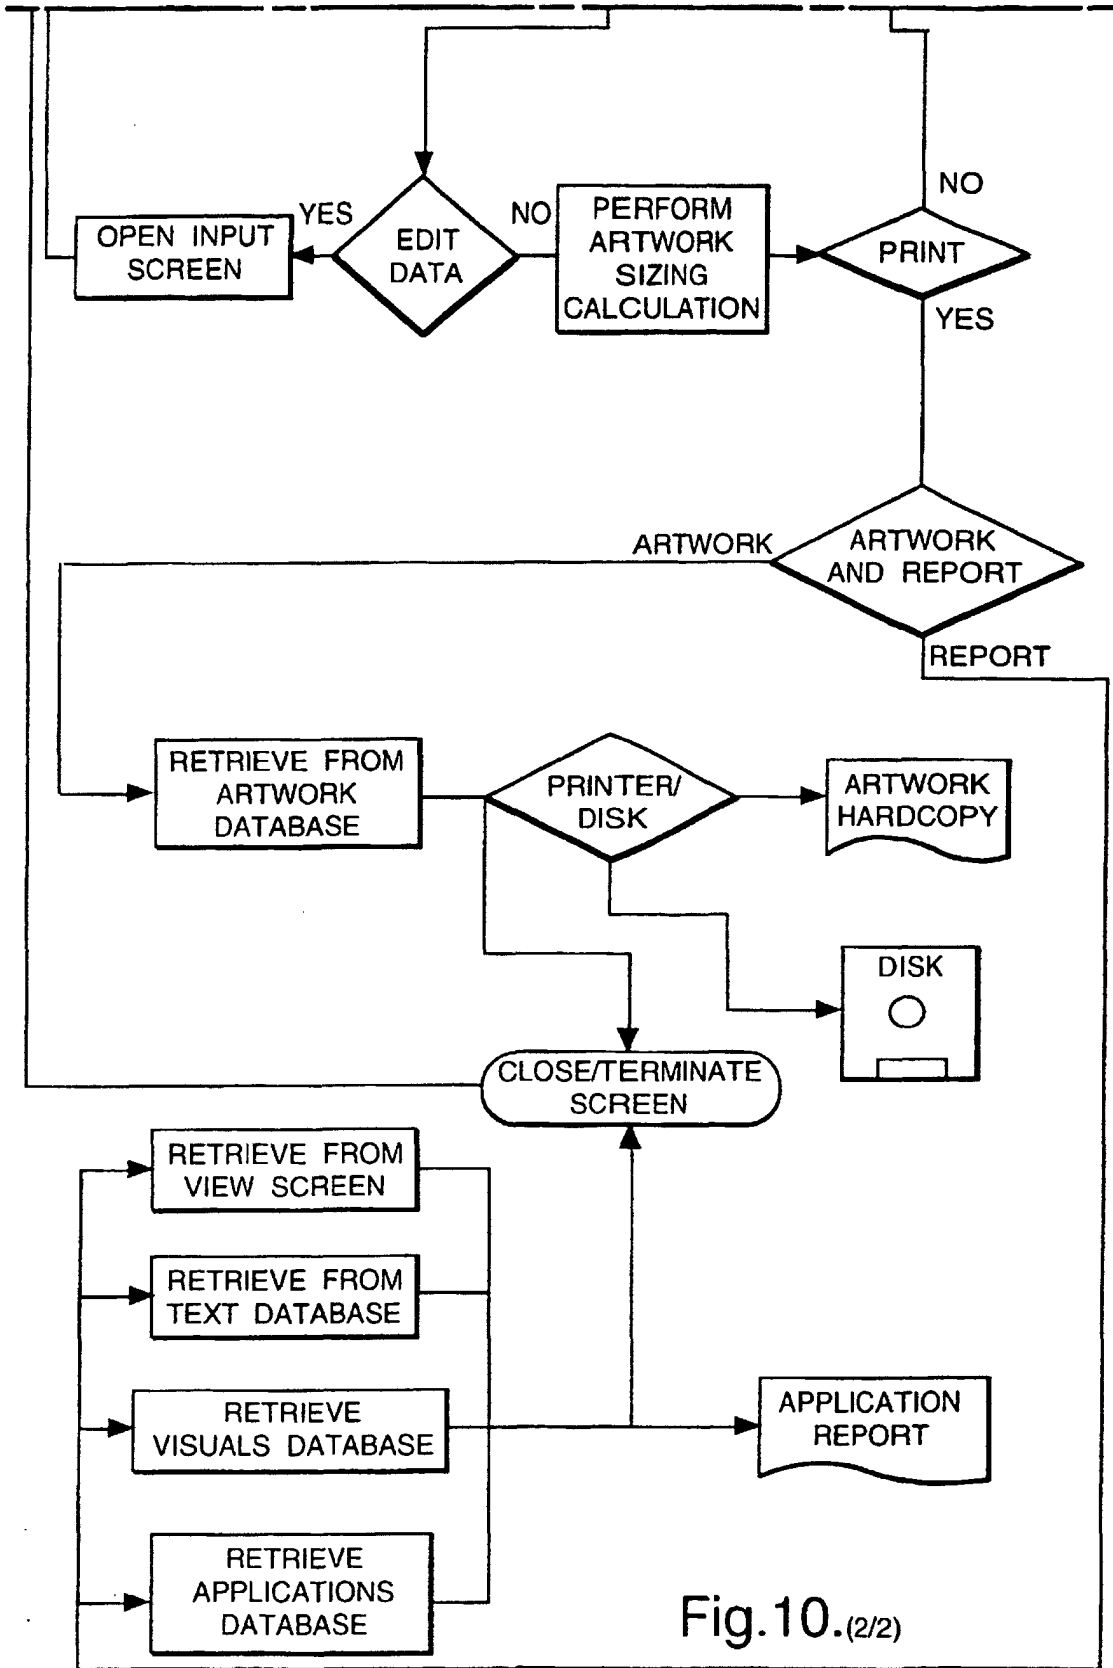 YES
OPEN INPUT
SCREEN
EDIT
DATA
NO
PERFORM
ARTWORK
SIZING
CALCULATION
NO
PRINT
YES
ARTWORK
ARTWORK
AND REPORT
REPORT
RETRIEVE FROM
ARTWORK
DATABASE
PRINTER/
DISK
ARTWORK
HARDCOPY
DISK
CLOSE/TERMINATE
SCREEN
RETRIEVE FROM
VIEW SCREEN
RETRIEVE FROM
TEXT DATABASE
RETRIEVE
VISUALS DATABASE
APPLICATION
REPORT
RETRIEVE
APPLICATIONS
DATABASE
Fig.10.(2/2)